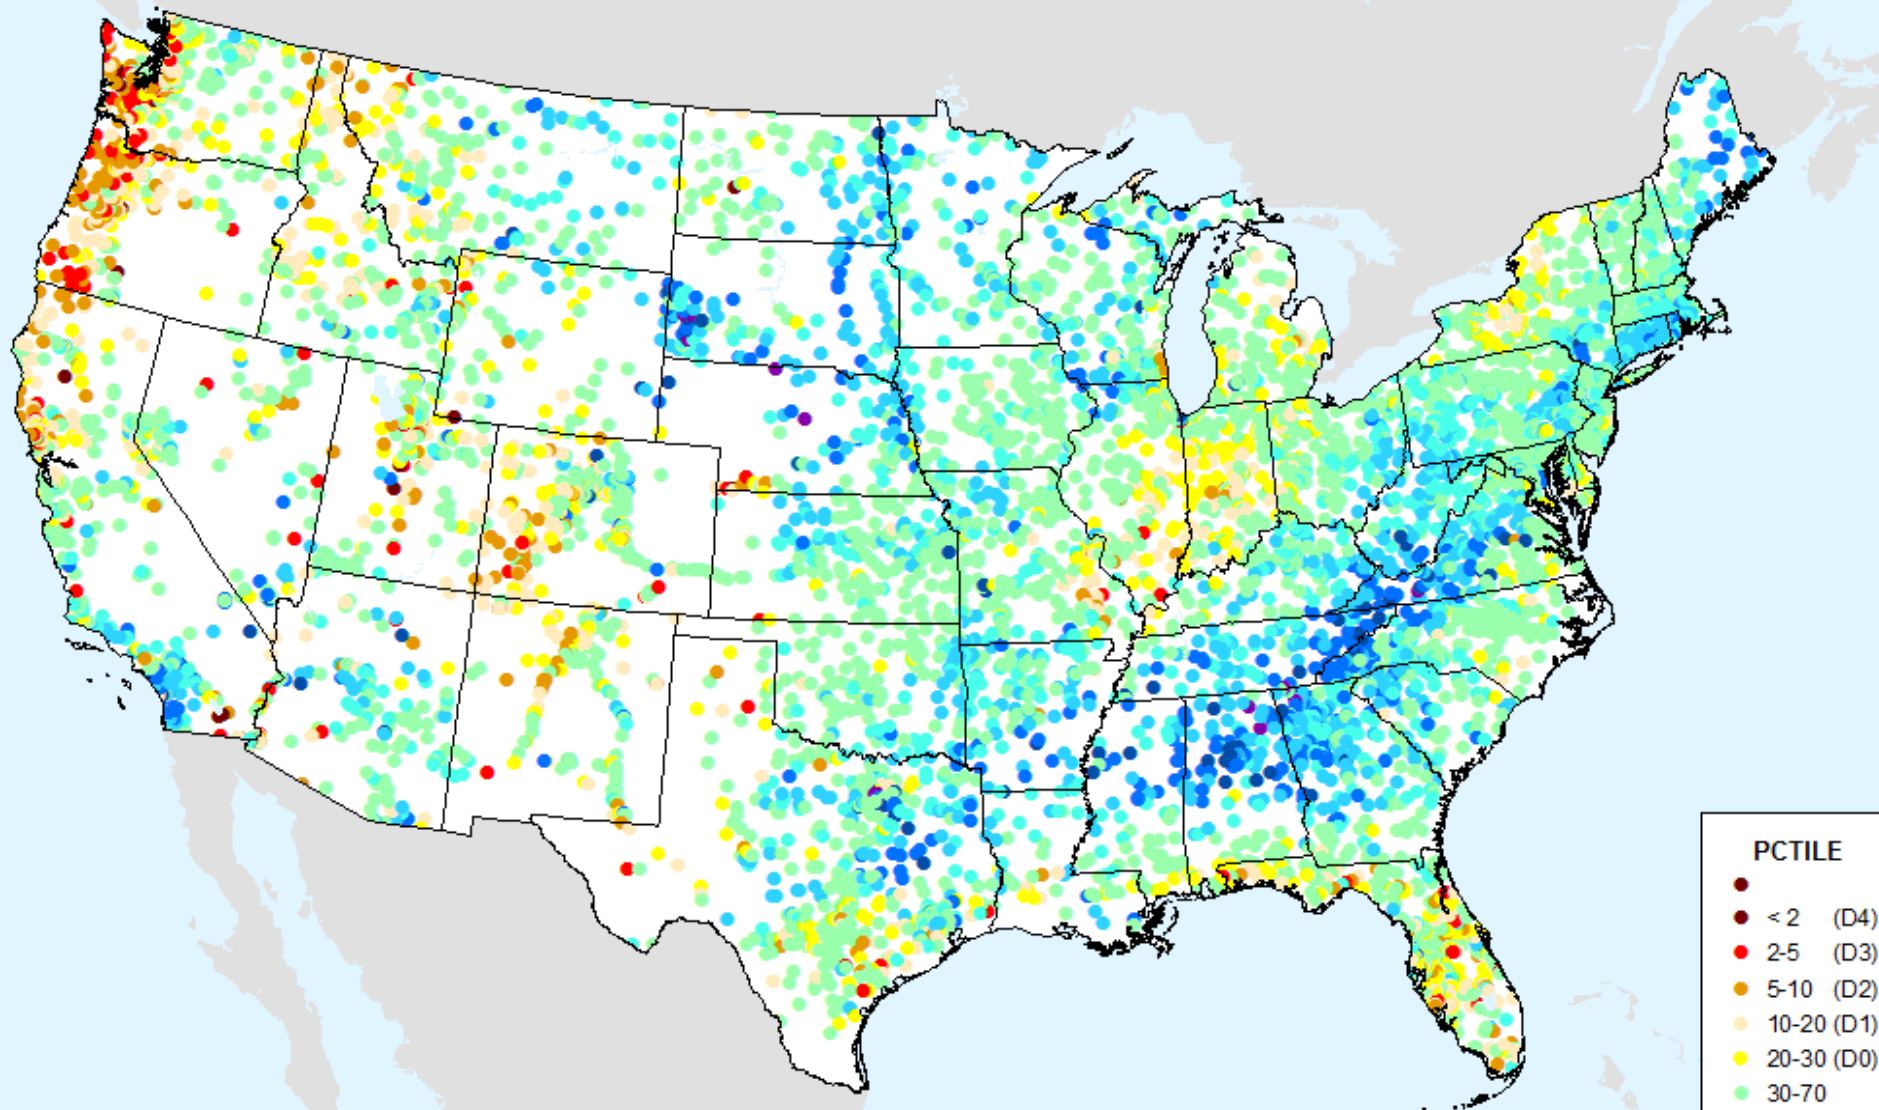 PCTILE
< 2 (D4)
2-5 (D3)
5-10 (D2)
10-20 (D1)
20-30 (D0)
30-70